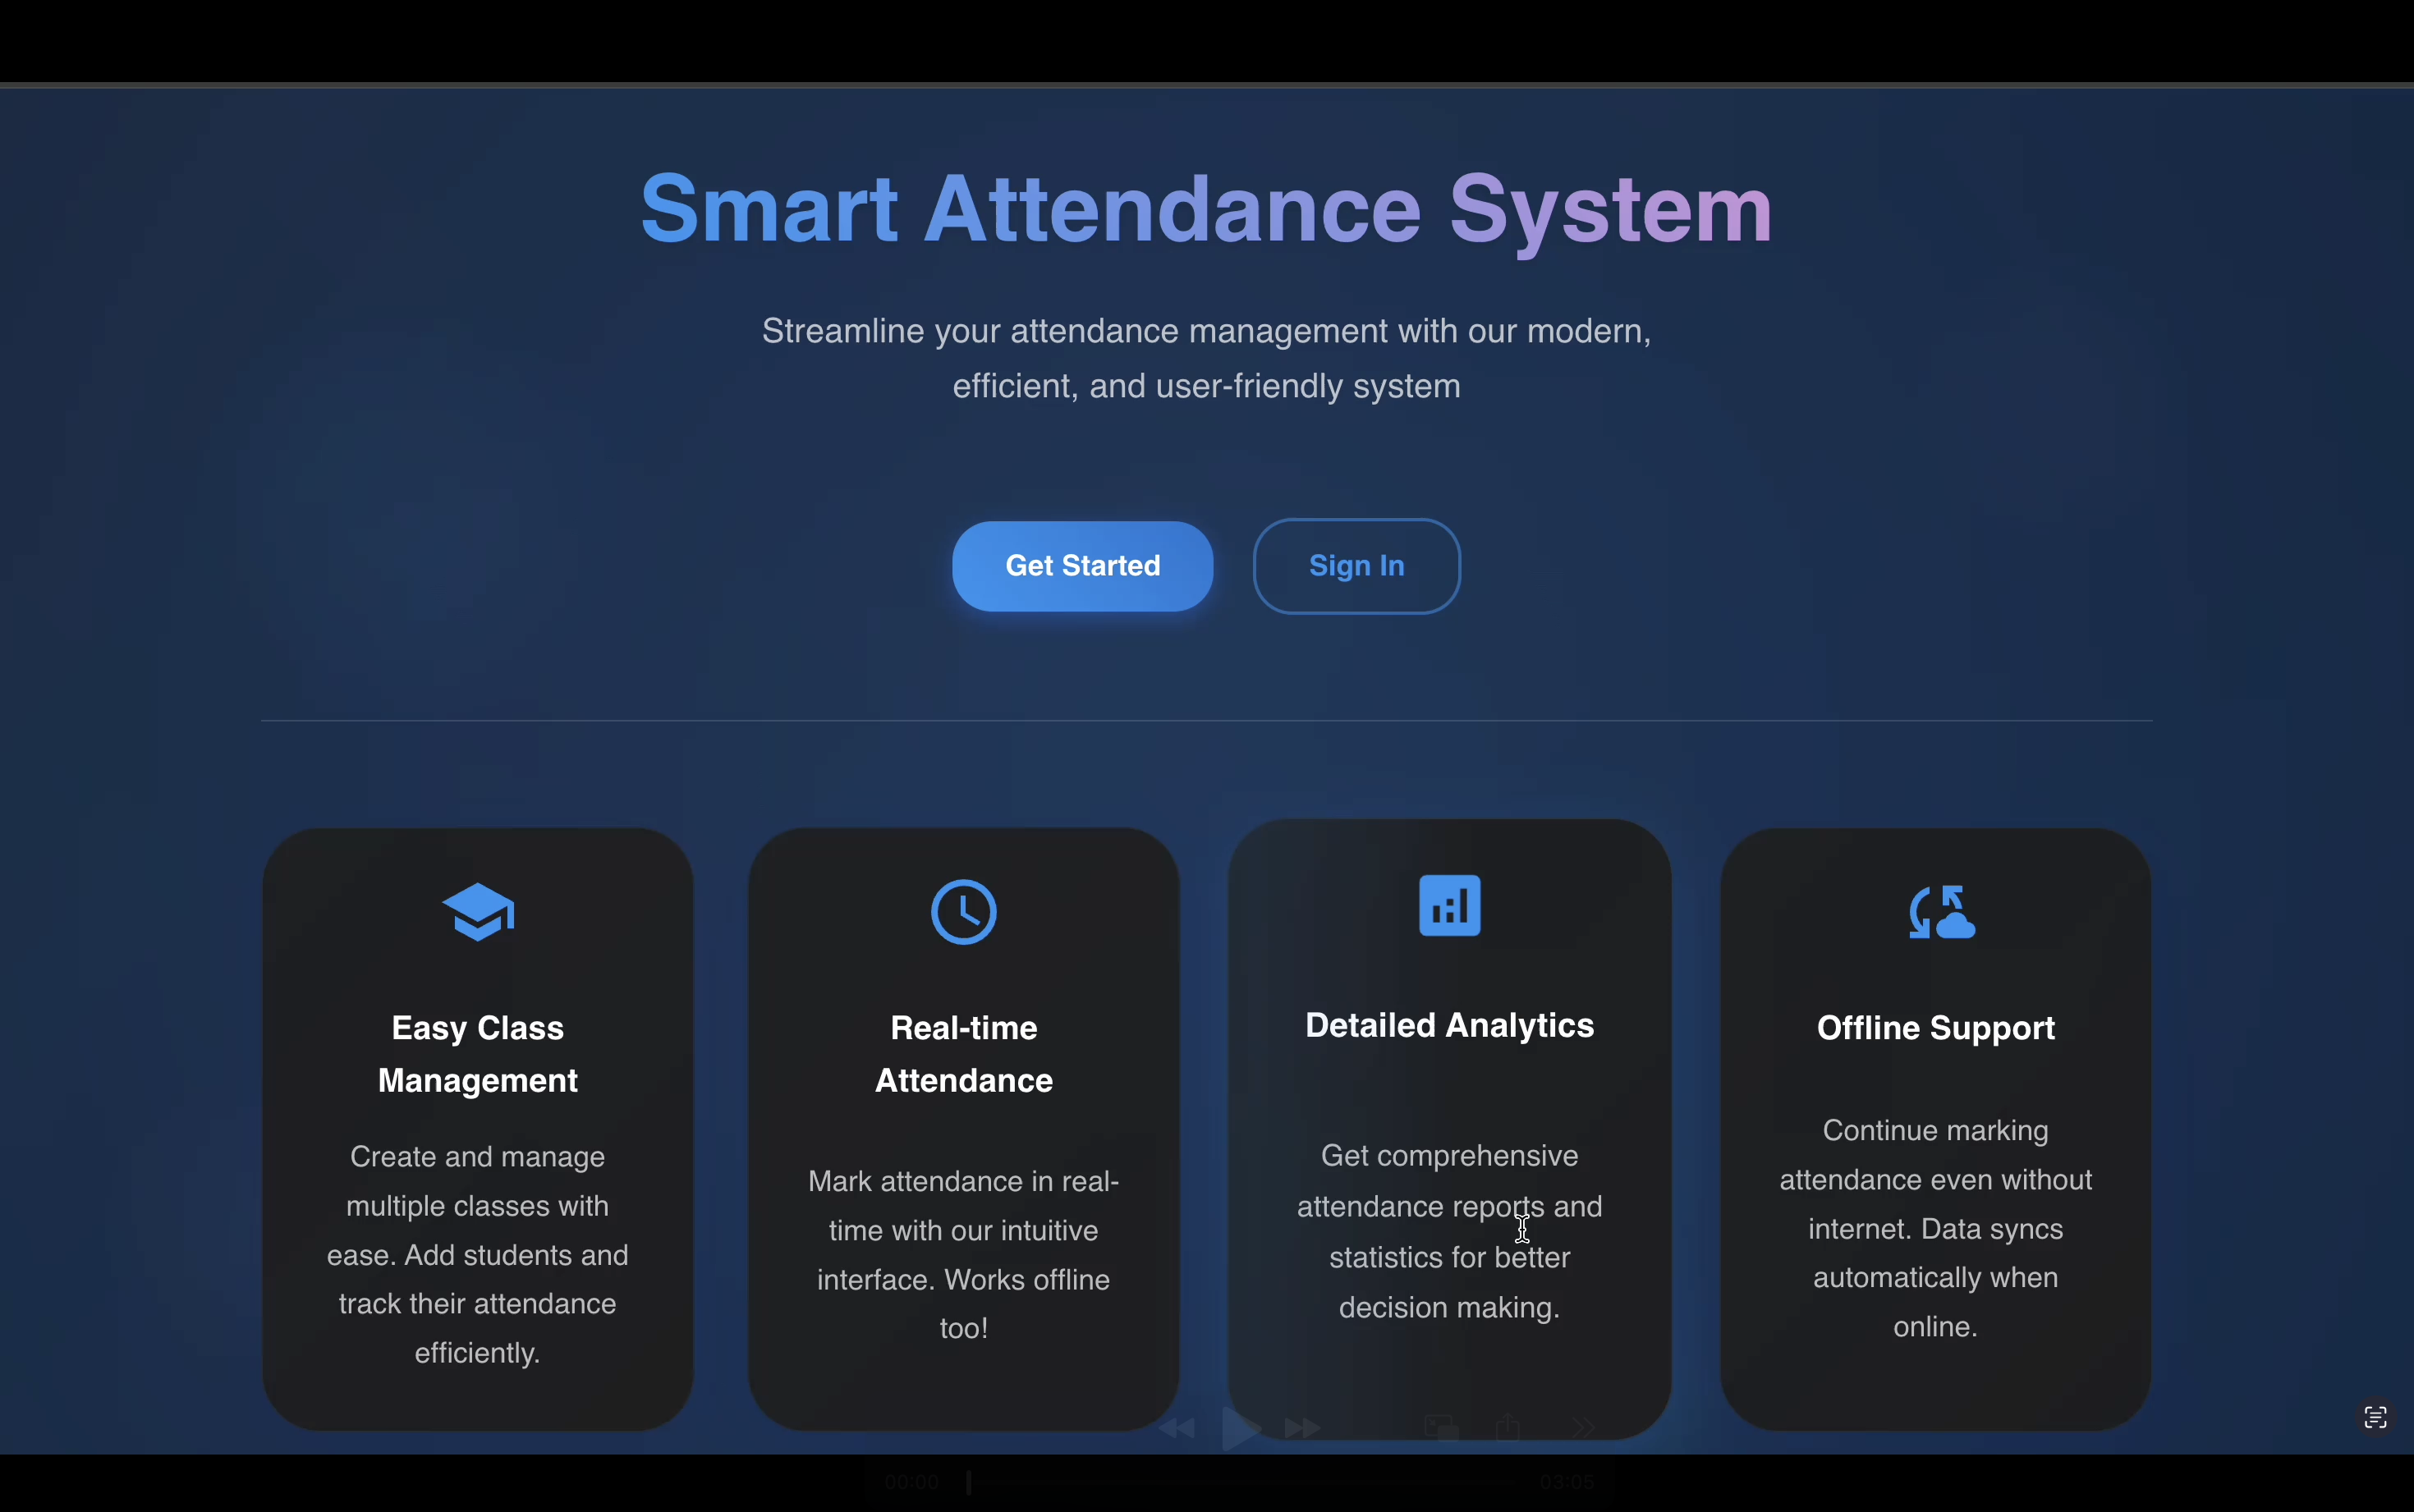 Smart Attendance System
Streamline your attendance management with our modern,
efficient, and user-friendly system
Get Started
Sign In
Easy Class
Management
Create and manage
multiple classes with
ease. Add students and
track their attendance
efficiently.
Real-time
Attendance
Mark attendance in real-
time with our intuitive
interface. Works offline
too!
Detailed Analytics
Get comprehensive
attendance reports and
statistics for better
decision making.
Offline Support
Continue marking
attendance even without
internet. Data syncs
automatically when
online.
00:00
03:05